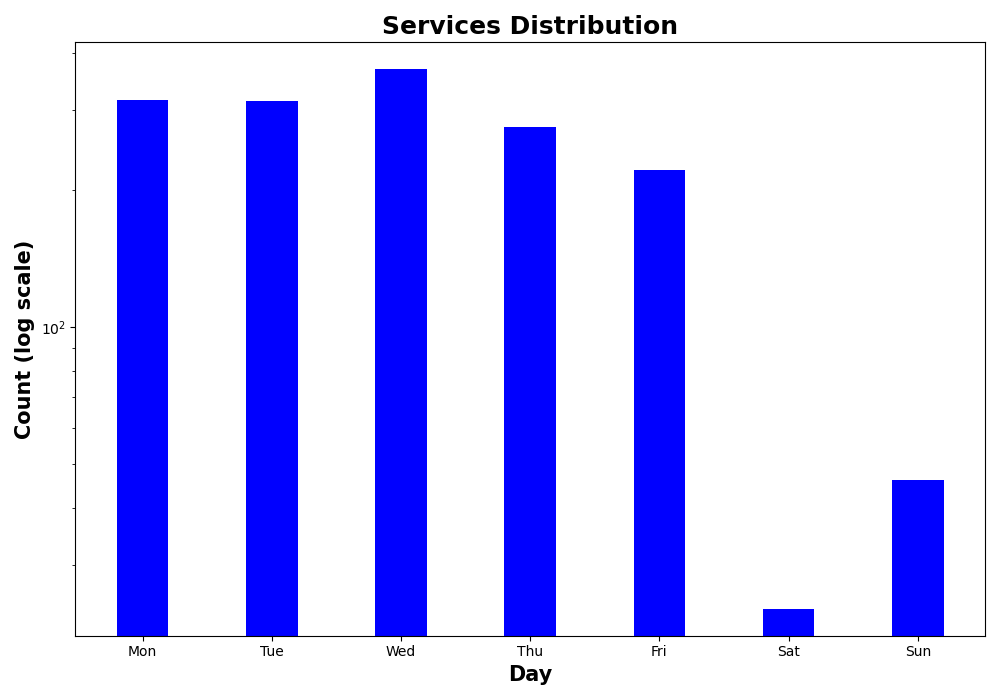 Services Distribution
Count (log scale)
10²
Mon Tue Wed Thu Fri Sat Sun
Day